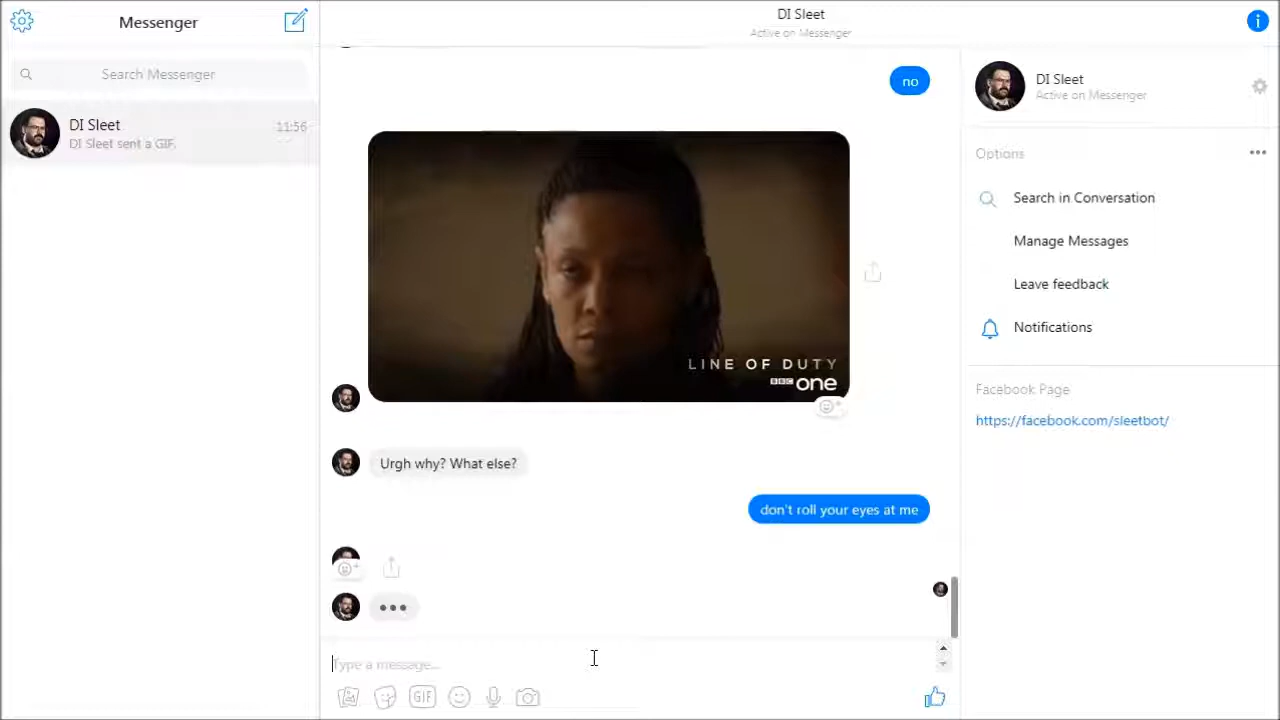 Messenger
Search Messenger
DI Sleet
11:56
DI Sleet sent a GIF.
DI Sleet
Active on Messenger
no
LINE OF DUTY
BBC one
Urgh why? What else?
don't roll your eyes at me
Type a message...
GIF
DI Sleet
Active on Messenger
Options
Search in Conversation
Manage Messages
Leave feedback
Notifications
Facebook Page
https://facebook.com/sleetbot/